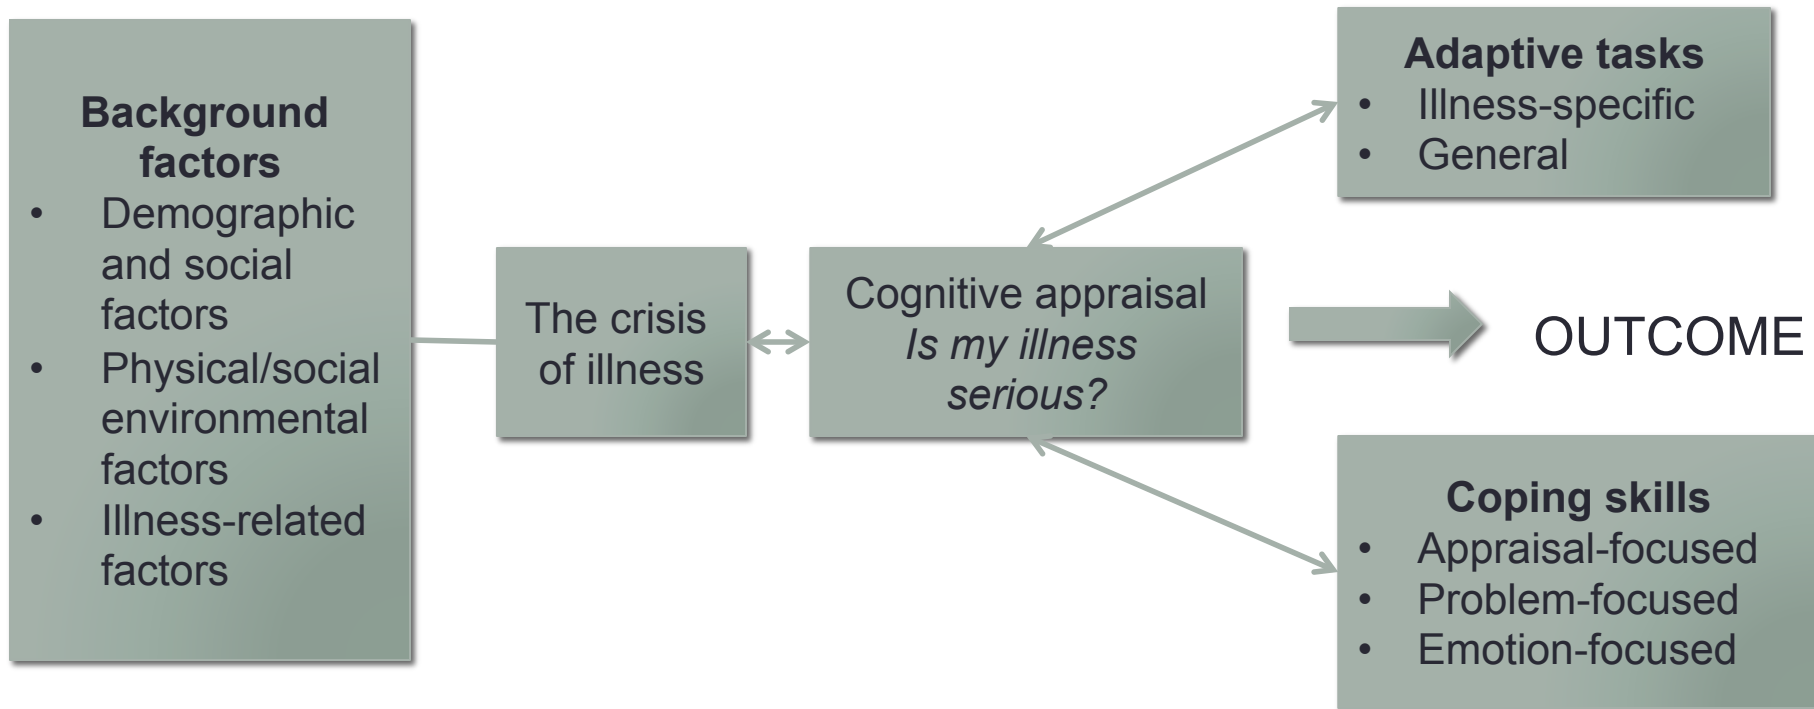 Background
factors
• Demographic
and social
factors
• Physical/social
environmental
factors
• Illness-related
factors
The crisis
of illness
Cognitive appraisal
Is my illness
serious?
Adaptive tasks
• Illness-specific
• General
OUTCOME
Coping skills
• Appraisal-focused
• Problem-focused
• Emotion-focused